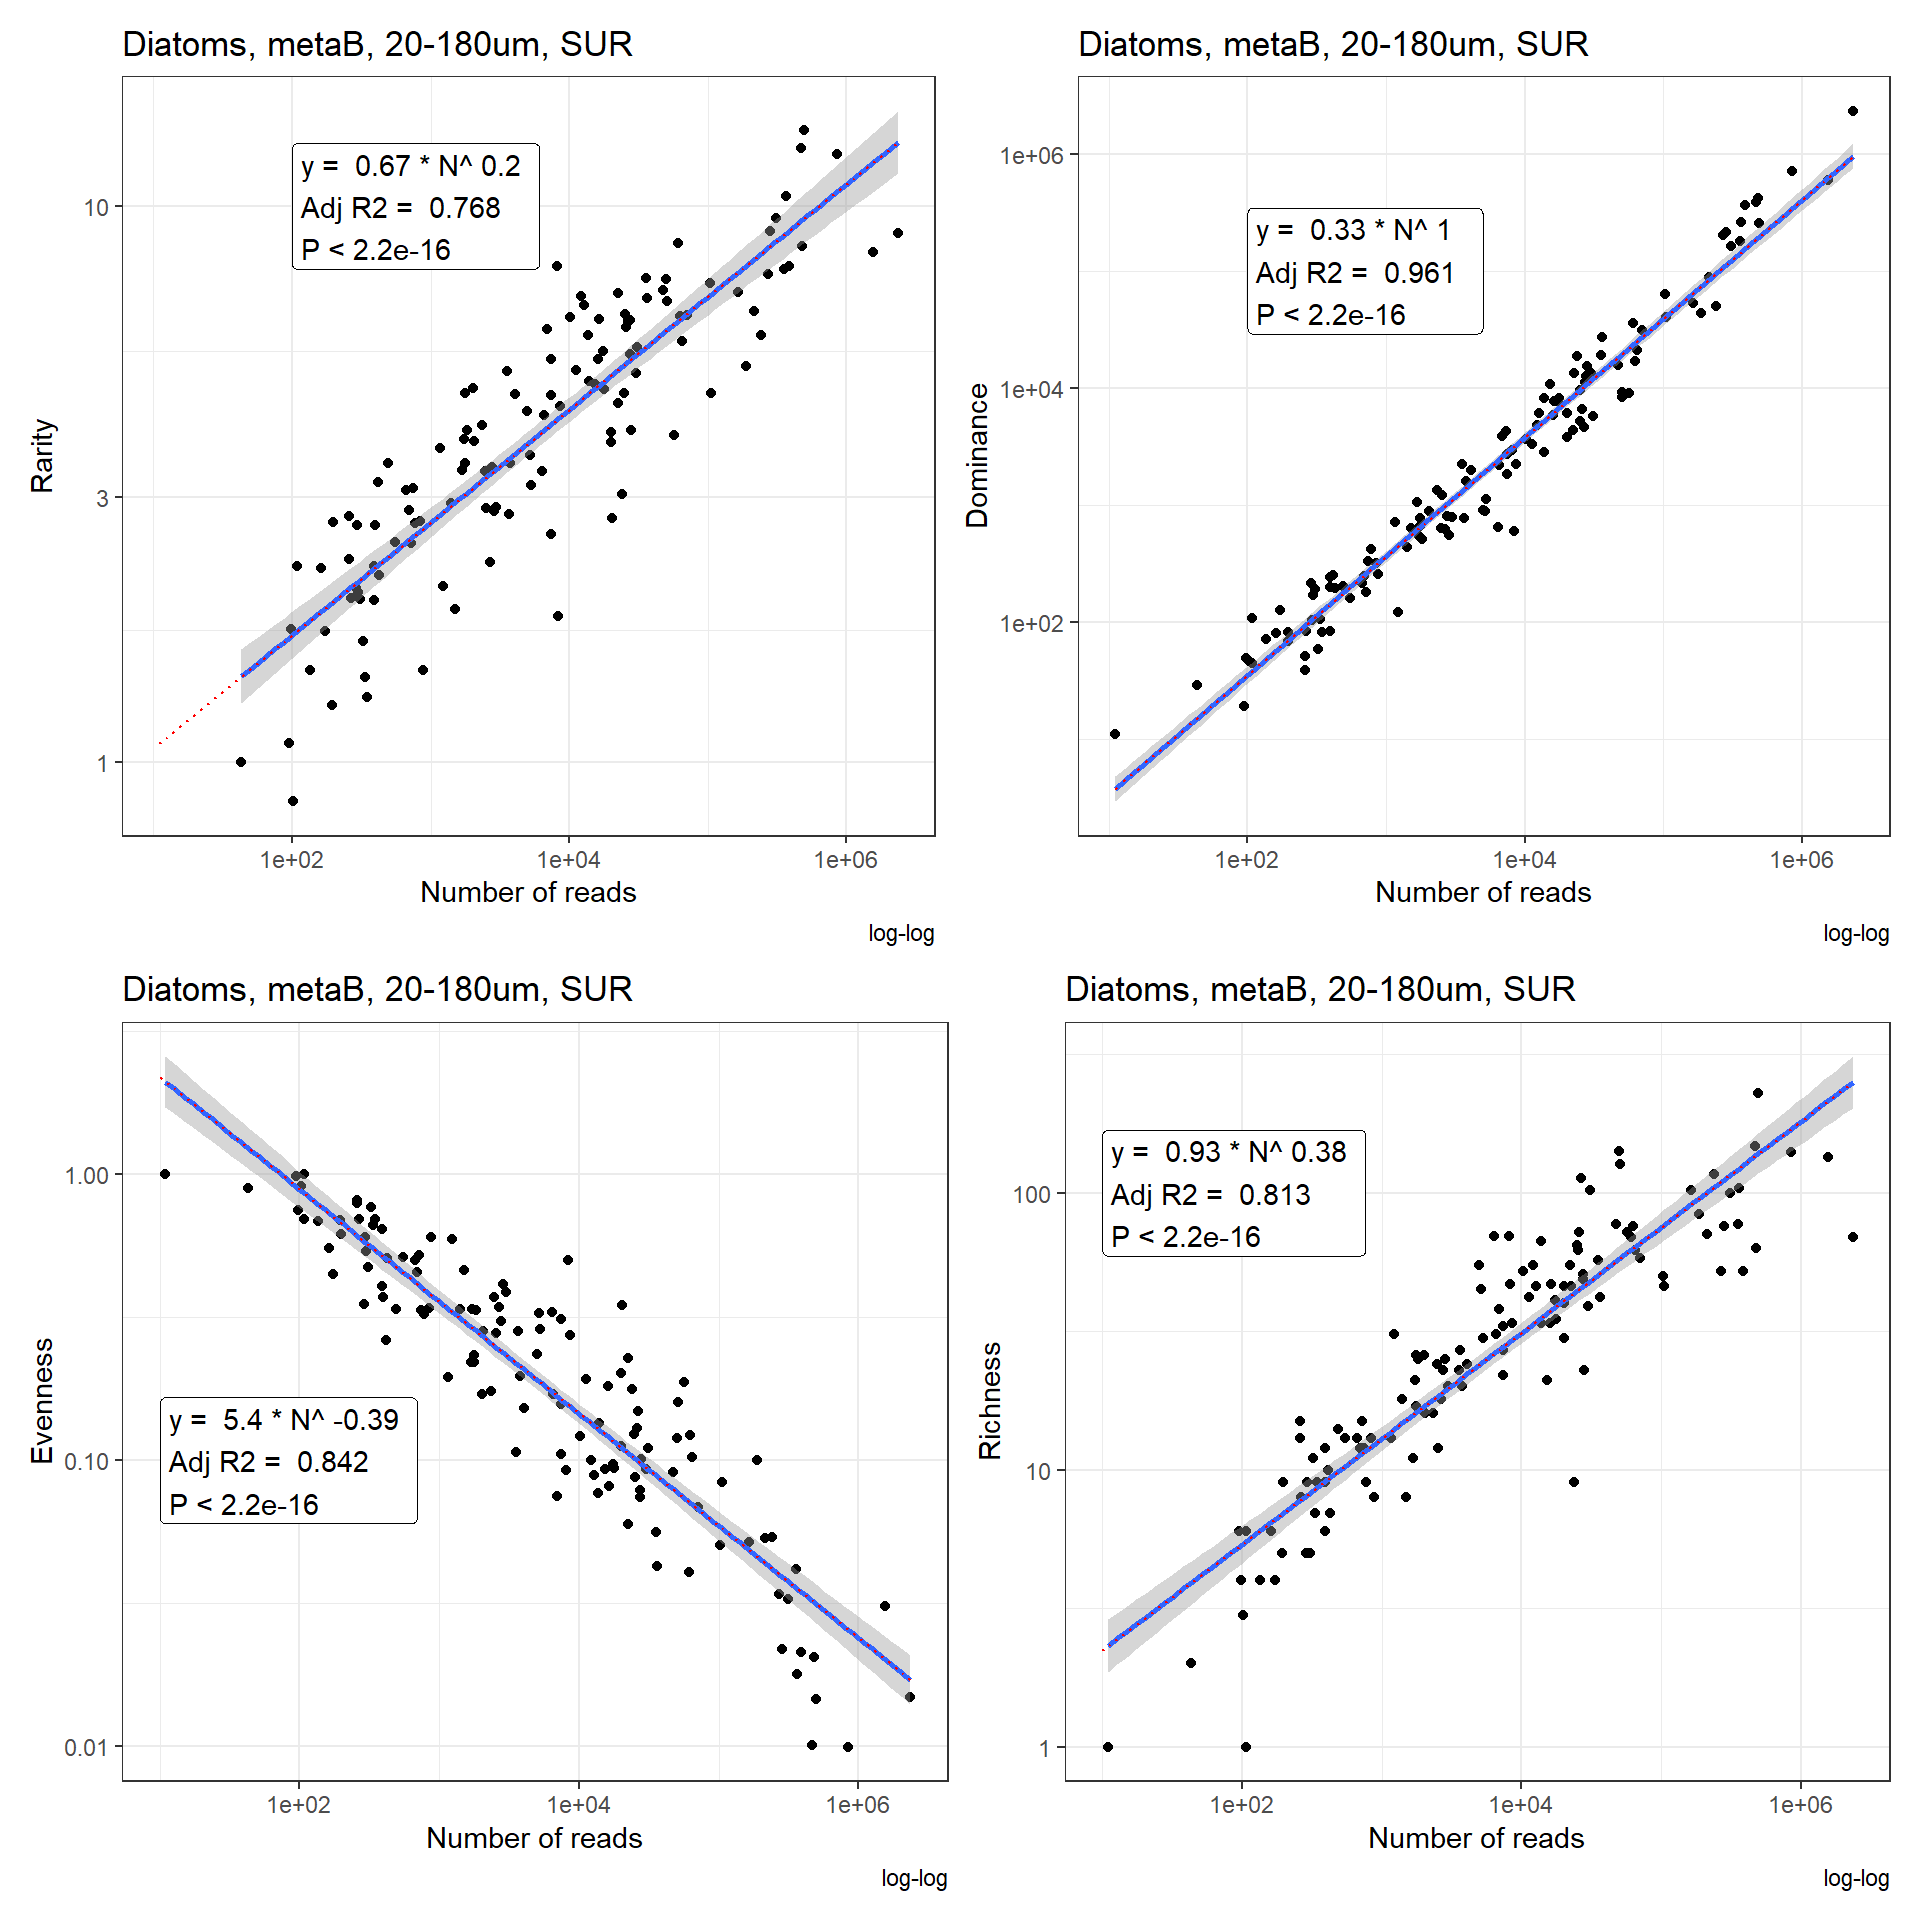 Diatoms, metaB, 20-180um, SUR
y =  0.67 * N^ 0.2
Adj R2 =  0.768
P < 2.2e-16
Rarity
10
3
1
1e+02
1e+04
1e+06
Number of reads
log-log
Diatoms, metaB, 20-180um, SUR
y =  0.33 * N^ 1
Adj R2 =  0.961
P < 2.2e-16
Dominance
1e+06
1e+04
1e+02
1e+02
1e+04
1e+06
Number of reads
log-log
Diatoms, metaB, 20-180um, SUR
y =  5.4 * N^ -0.39
Adj R2 =  0.842
P < 2.2e-16
Evenness
1.00
0.10
0.01
1e+02
1e+04
1e+06
Number of reads
log-log
Diatoms, metaB, 20-180um, SUR
y =  0.93 * N^ 0.38
Adj R2 =  0.813
P < 2.2e-16
Richness
100
10
1
1e+02
1e+04
1e+06
Number of reads
log-log